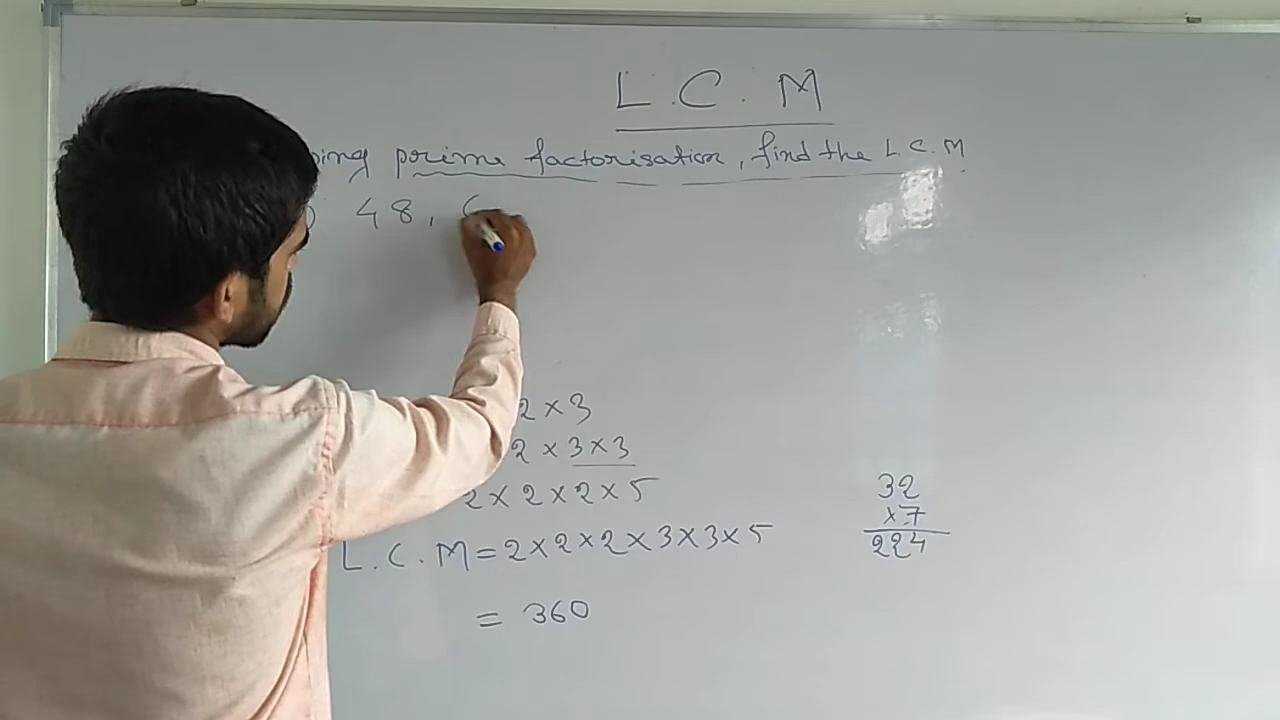 L.C.M
prime factorisation, find the L.C.M.
48,
2×3
2×3×3
2×2×2×5
L.C.M=2×2×2×3×3×5
= 360
32
×7
224